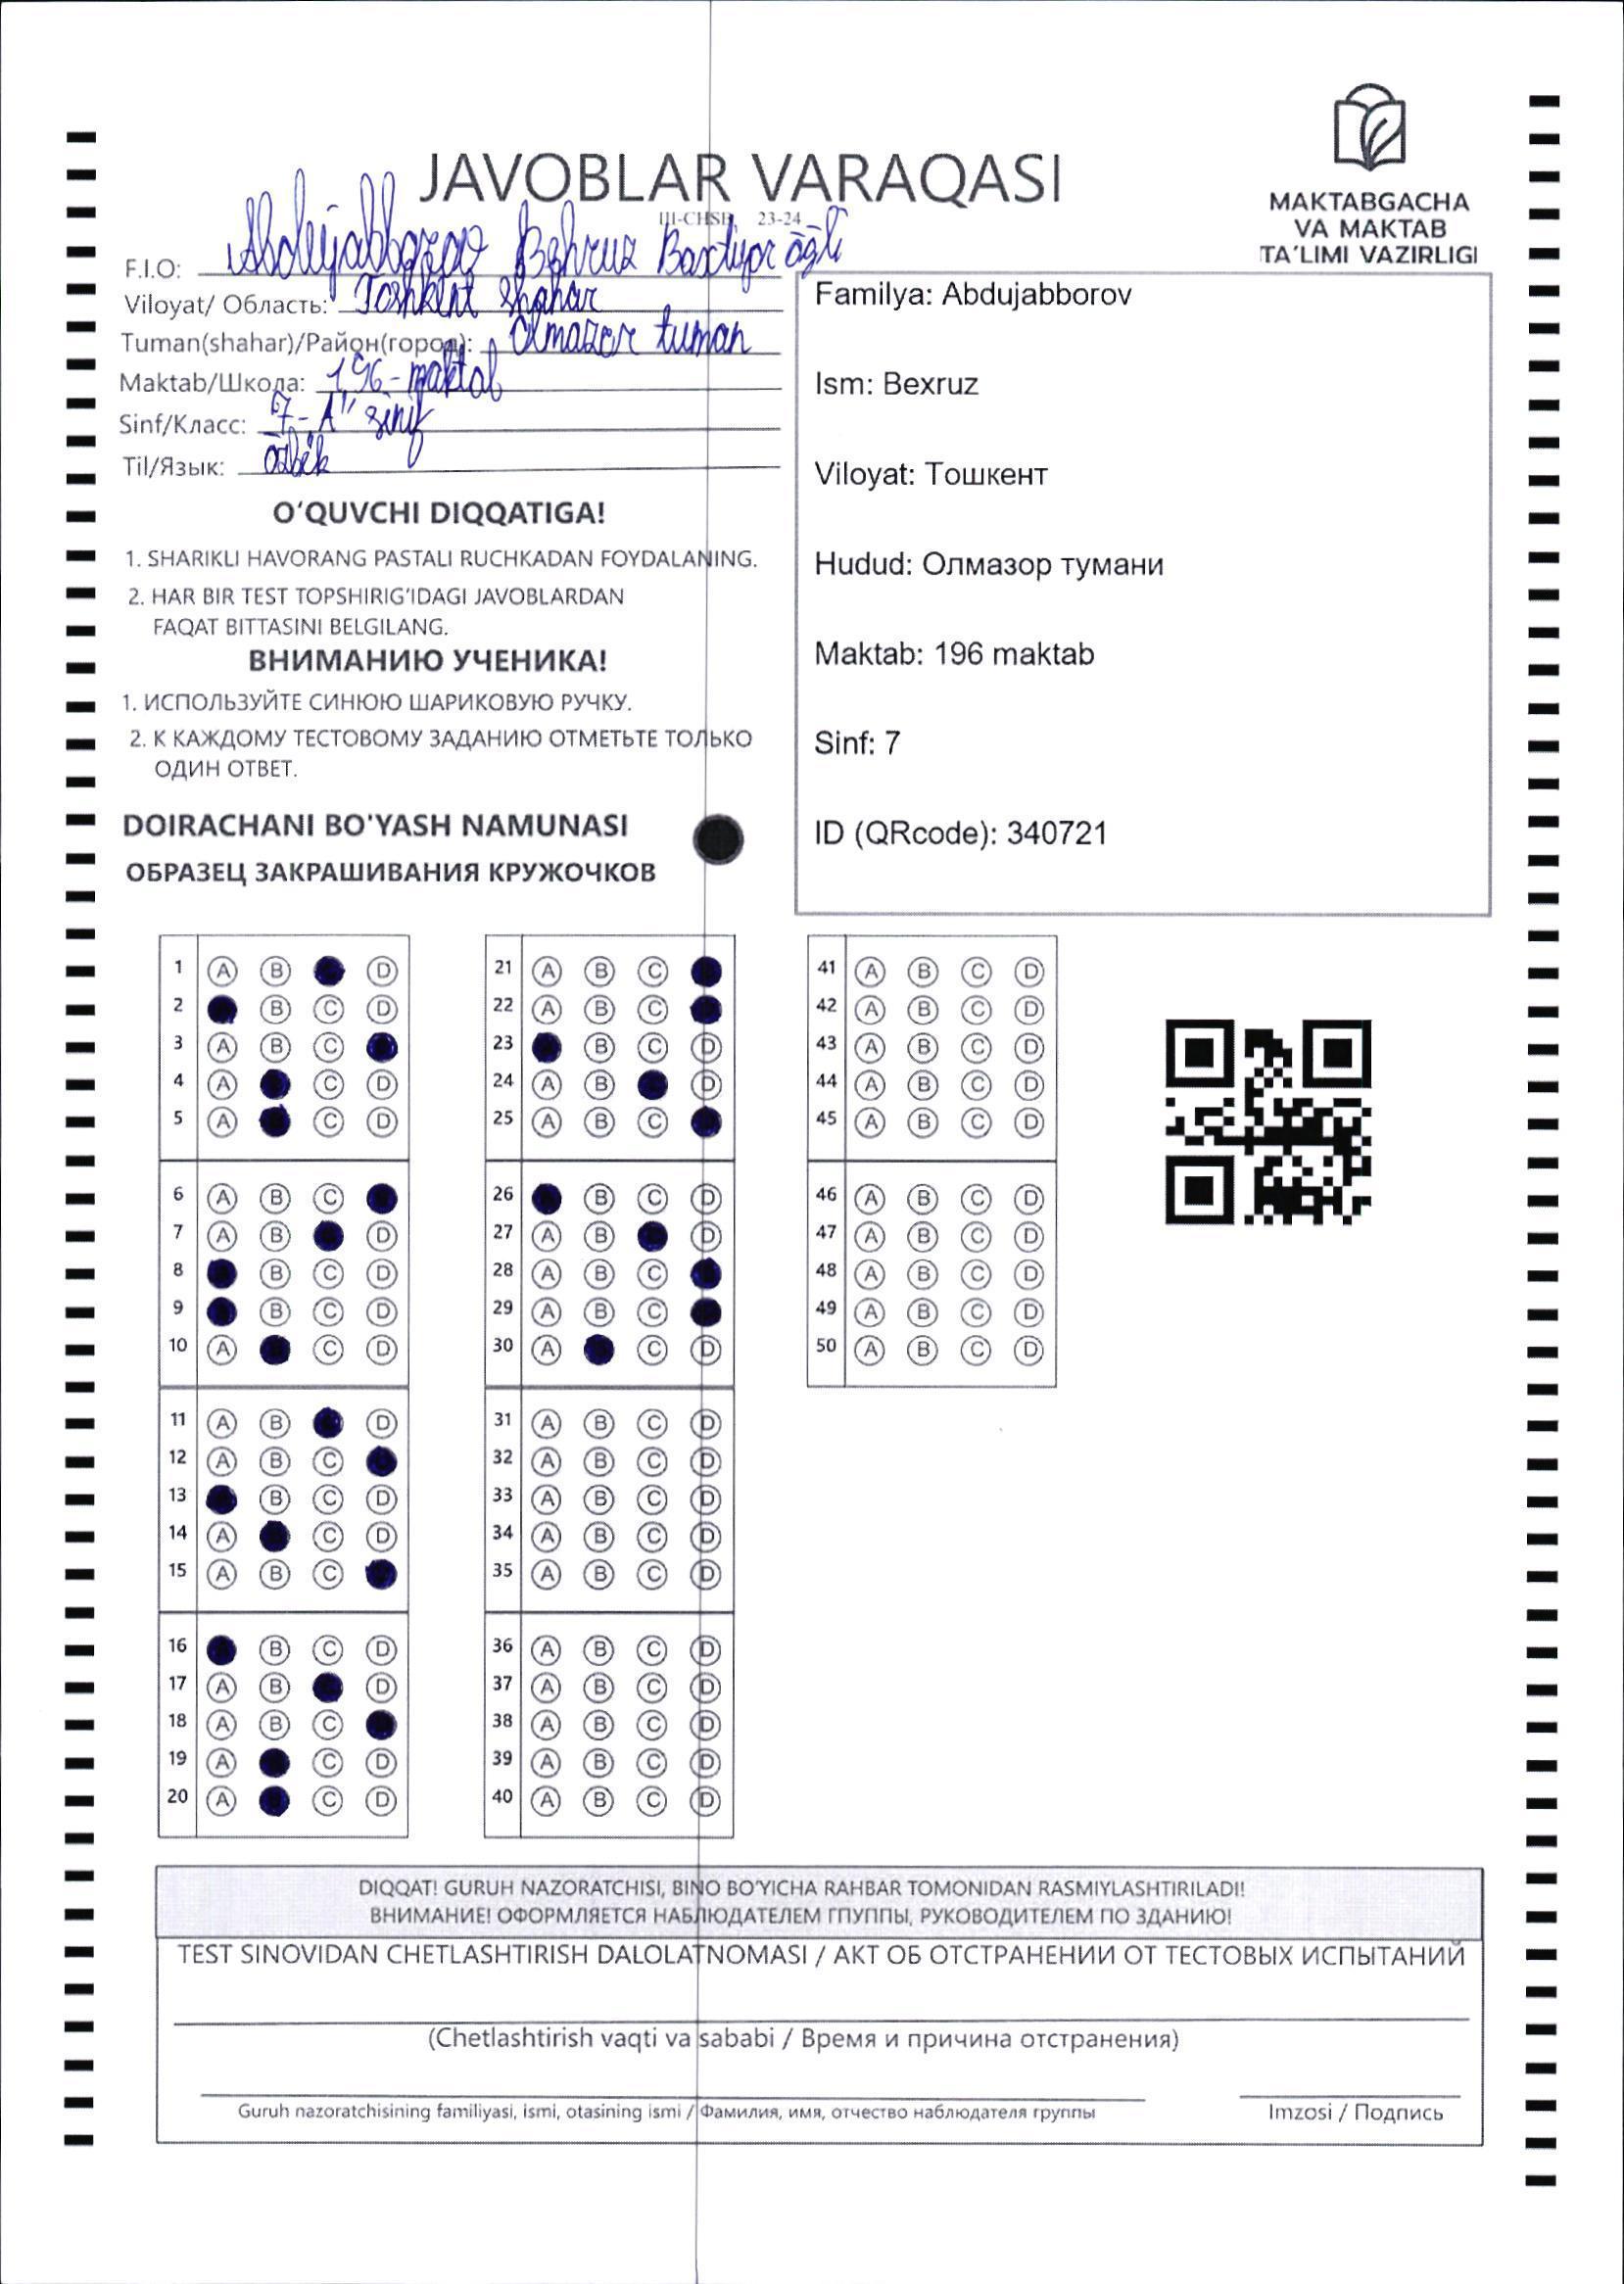 JAVOBLAR VARAQASI
MAKTABGACHA
VA MAKTAB
TA'LIMI VAZIRLIGI
III-CHSB 23-24
F.I.O: Abdujabborov Behruz Baxtiyor õgli
Viloyat/ Область: Toshkent shahar
Tuman(shahar)/Район(город): Olmazor tuman
Maktab/Школа: 196-maktab
Sinf/Класс: 7-"A" sinif
Til/Язык: õzbek
Familya: Abdujabborov
Ism: Bexruz
Viloyat: Тошкент
Hudud: Олмазор тумани
Maktab: 196 maktab
Sinf: 7
ID (QRcode): 340721
O'QUVCHI DIQQATIGA!
1. SHARIKLI HAVORANG PASTALI RUCHKADAN FOYDALANING.
2. HAR BIR TEST TOPSHIRIG'IDAGI JAVOBLARDAN
FAQAT BITTASINI BELGILANG.
ВНИМАНИЮ УЧЕНИКА!
1. ИСПОЛЬЗУЙТЕ СИНЮЮ ШАРИКОВУЮ РУЧКУ.
2. К КАЖДОМУ ТЕСТОВОМУ ЗАДАНИЮ ОТМЕТЬТЕ ТОЛЬКО
ОДИН ОТВЕТ.
DOIRACHANI BO'YASH NAMUNASI
ОБРАЗЕЦ ЗАКРАШИВАНИЯ КРУЖОЧКОВ
1 A B D
2 B C D
3 A B C
4 A C D
5 A C D
6 A B C
7 A B D
8 B C D
9 B C D
10 A C D
11 A B D
12 A B C
13 B C D
14 A C D
15 A B C
16 B C D
17 A B D
18 A B C
19 A C D
20 A C D
21 A B C
22 A B C
23 B C D
24 A B D
25 A B C
26 B C D
27 A B D
28 A B C
29 A B C
30 A C D
31 A B C D
32 A B C D
33 A B C D
34 A B C D
35 A B C D
36 A B C D
37 A B C D
38 A B C D
39 A B C D
40 A B C D
41 A B C D
42 A B C D
43 A B C D
44 A B C D
45 A B C D
46 A B C D
47 A B C D
48 A B C D
49 A B C D
50 A B C D
DIQQAT! GURUH NAZORATCHISI, BINO BO'YICHA RAHBAR TOMONIDAN RASMIYLASHTIRILADI!
ВНИМАНИЕ! ОФОРМЛЯЕТСЯ НАБЛЮДАТЕЛЕМ ГПУППЫ, РУКОВОДИТЕЛЕМ ПО ЗДАНИЮ!
TEST SINOVIDAN CHETLASHTIRISH DALOLATNOMASI / АКТ ОБ ОТСТРАНЕНИИ ОТ ТЕСТОВЫХ ИСПЫТАНИЙ
(Chetlashtirish vaqti va sababi / Время и причина отстранения)
Guruh nazoratchisining familiyasi, ismi, otasining ismi / Фамилия, имя, отчество наблюдателя группы
Imzosi / Подпись